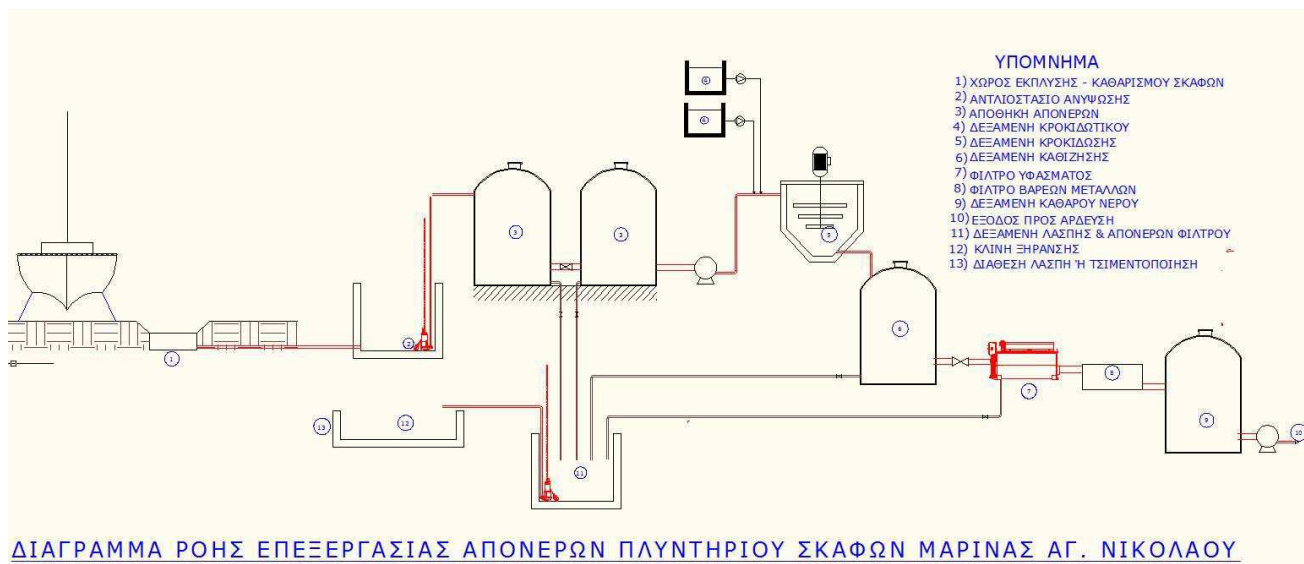 ΥΠΟΜΝΗΜΑ
1) ΧΩΡΟΣ ΕΚΠΛΥΣΗΣ - ΚΑΘΑΡΙΣΜΟΥ ΣΚΑΦΩΝ
2) ΑΝΤΛΙΟΣΤΑΣΙΟ ΑΝΥΨΩΣΗΣ
3) ΑΠΟΘΗΚΗ ΑΠΟΝΕΡΩΝ
4) ΔΕΞΑΜΕΝΗ ΚΡΟΚΙΔΩΤΙΚΟΥ
5) ΔΕΞΑΜΕΝΗ ΚΡΟΚΙΔΩΣΗΣ
6) ΔΕΞΑΜΕΝΗ ΚΑΘΙΖΗΣΗΣ
7) ΦΙΛΤΡΟ ΥΦΑΣΜΑΤΟΣ
8) ΦΙΛΤΡΟ ΒΑΡΕΩΝ ΜΕΤΑΛΛΩΝ
9) ΔΕΞΑΜΕΝΗ ΚΑΘΑΡΟΥ ΝΕΡΟΥ
10) ΕΞΟΔΟΣ ΠΡΟΣ ΑΡΔΕΥΣΗ
11) ΔΕΞΑΜΕΝΗ ΛΑΣΠΗΣ & ΑΠΟΝΕΡΩΝ ΦΙΛΤΡΟΥ
12) ΚΛΙΝΗ ΞΗΡΑΝΣΗΣ
13) ΔΙΑΘΕΣΗ ΛΑΣΠΗ Ή ΤΣΙΜΕΝΤΟΠΟΙΗΣΗ
4
3
3
5
6
2
1
7
8
9
10
13
12
11
ΔΙΑΓΡΑΜΜΑ ΡΟΗΣ ΕΠΕΞΕΡΓΑΣΙΑΣ ΑΠΟΝΕΡΩΝ ΠΛΥΝΤΗΡΙΟΥ ΣΚΑΦΩΝ ΜΑΡΙΝΑΣ ΑΓ. ΝΙΚΟΛΑΟΥ